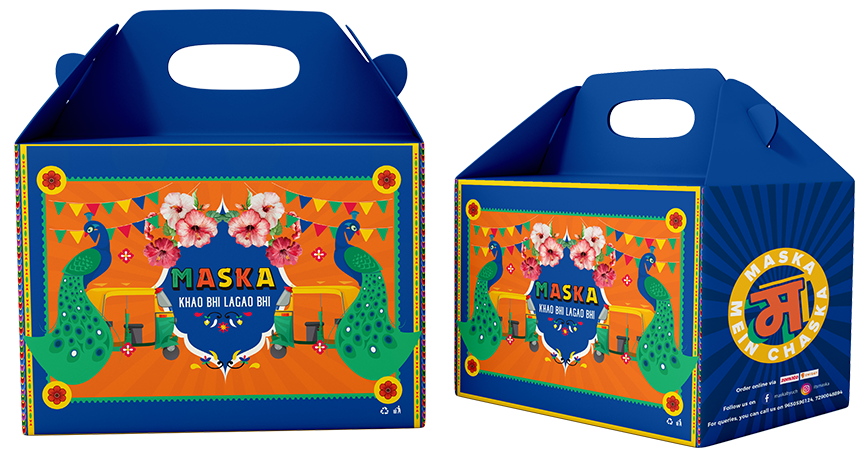 MASKA
KHAO BHI LAGAO BHI
MASKA
KHAO BHI LAGAO BHI
MASKA
म
MEIN CHASKA
Order online via
Follow us on
For queries, you can call us on